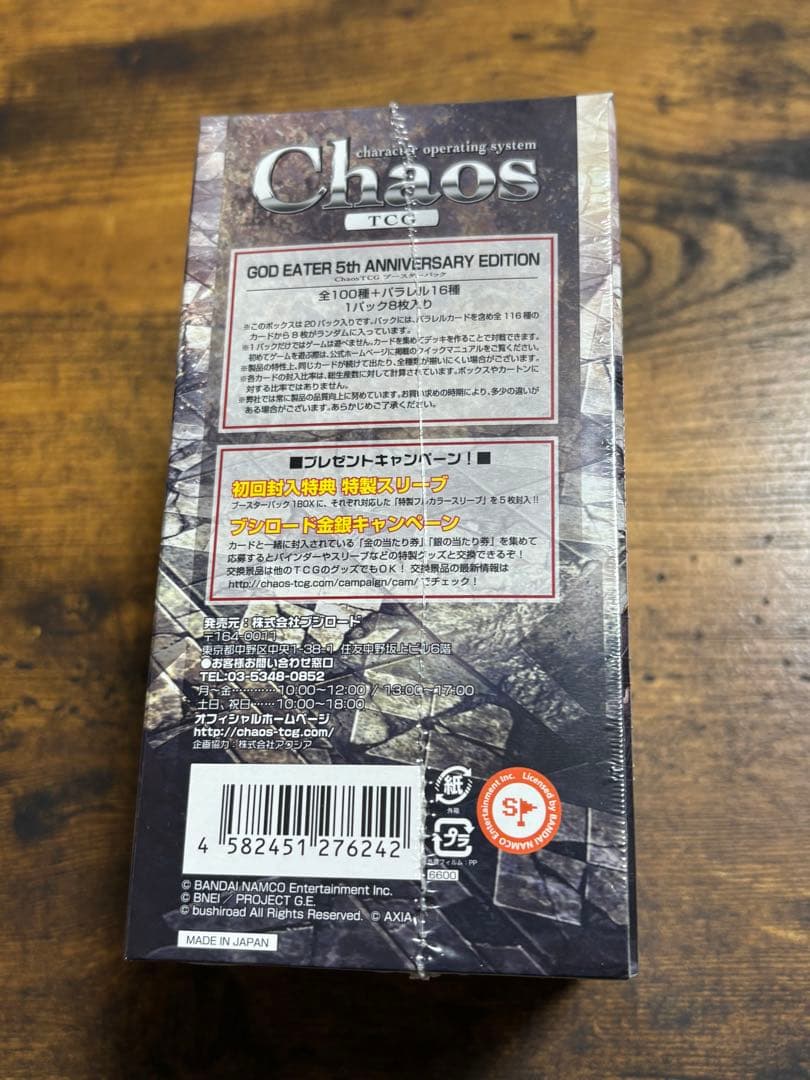 character operating system
Chaos
TCG
GOD EATER 5th ANNIVERSARY EDITION
ChaosTCG ブースターパック
全100種+パラレル16種
1パック8枚入り
※このボックスは20パック入りです。パックには、パラレルカードを含め全116種の
カードから8枚がランダムに入っています。
※1パックだけではゲームは遊べません。カードを集めてデッキを作ることで対戦できます。
初めてゲームを遊ぶ際は、公式ホームページに掲載のクイックマニュアルをご覧ください。
※製品の特性上、同じカードが続けて出たり、全種類が揃いにくい場合がございます。
※各カードの封入比率は、総生産数に対して計算されています。ボックスやカートンに
対する比率ではありません。
※弊社では常に製品の品質向上に努めています。お買い求めの時期により、多少の違いが
ある場合がございます。あらかじめご了承ください。
■プレゼントキャンペーン!■
初回封入特典 特製スリーブ
ブースターパック1BOXに、それぞれ対応した「特製フルカラースリーブ」を5枚封入!!
ブシロード金銀キャンペーン
カードと一緒に封入されている「金の当たり券」「銀の当たり券」を集めて
応募するとバインダーやスリーブなどの特製グッズと交換できるぞ!
交換景品は他のTCGのグッズでもOK! 交換景品の最新情報は
http://chaos-tcg.com/campaign/cam/でチェック!
発売元:株式会社ブシロード
〒164-0011
東京都中野区中央1-38-1 住友中野坂上ビル6階
●お客様お問い合わせ窓口
TEL:03-5348-0852
月~金…………10:00~12:00 / 13:00~17:00
土日、祝日……10:00~18:00
オフィシャルホームページ
http://chaos-tcg.com/
企画協力:株式会社アクシア
4 582451 276242
紙
外箱
プラ
外装フィルム:PP
6600
Licensed by BANDAI NAMCO Entertainment Inc.
© BANDAI NAMCO Entertainment Inc.
© BNEI / PROJECT G.E.
© bushiroad All Rights Reserved. © AXIA
MADE IN JAPAN